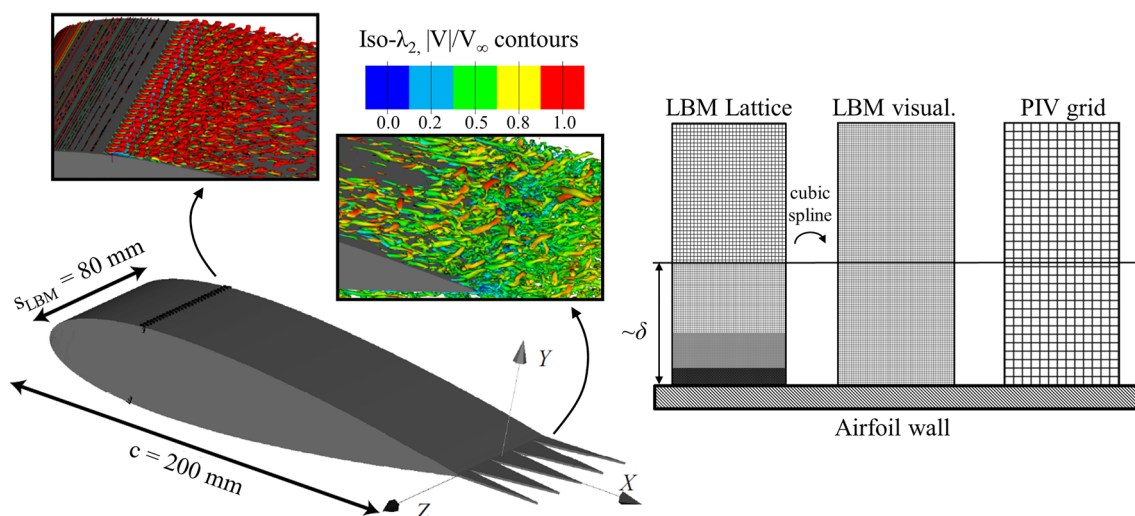 Iso-λ₂, |V|/V∞ contours
0.0 0.2 0.5 0.8 1.0
s_LBM = 80 mm
c = 200 mm
Y
X
Z
LBM Lattice LBM visual. PIV grid
cubic
spline
~δ
Airfoil wall